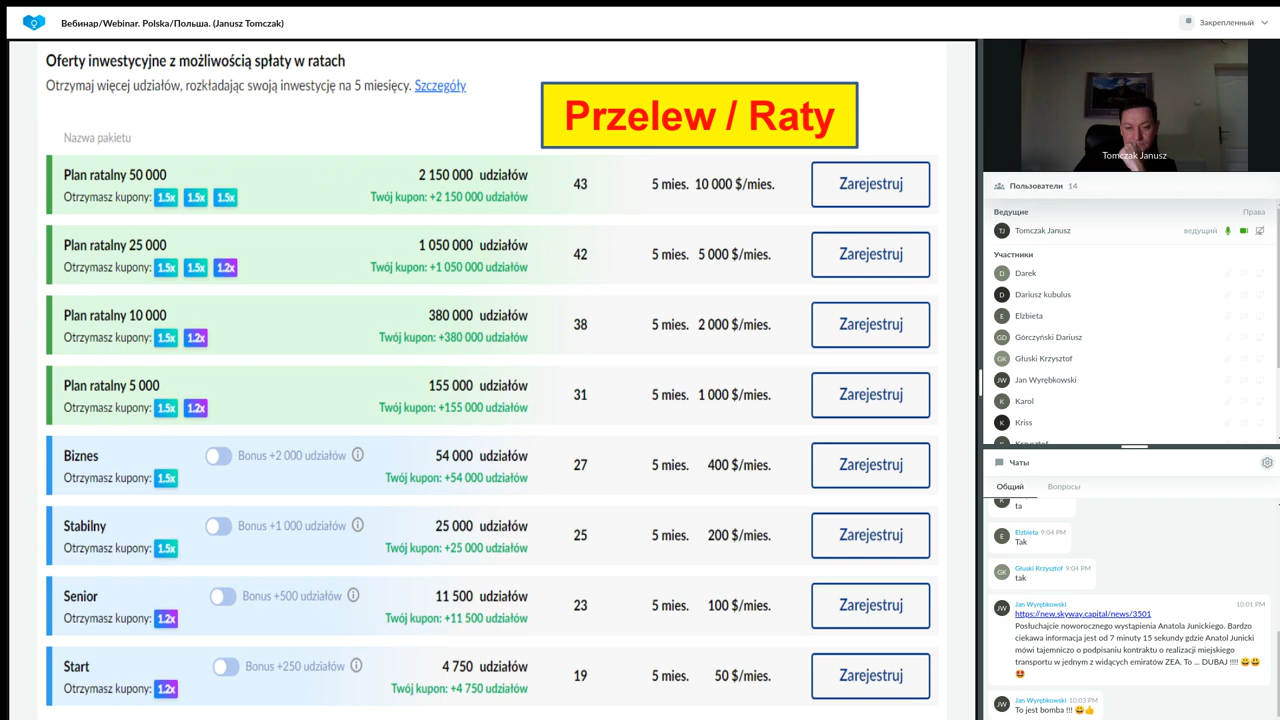 Вебинар/Webinar. Polska/Польша. (Janusz Tomczak)
Закрепленный
Oferty inwestycyjne z możliwością spłaty w ratach
Otrzymaj więcej udziałów, rozkładając swoją inwestycję na 5 miesięcy. Szczegóły
Przelew / Raty
Nazwa pakietu
Plan ratalny 50 000
Otrzymasz kupony: 1.5x 1.5x 1.5x
2 150 000 udziałów
Twój kupon: +2 150 000 udziałów
43
5 mies. 10 000 $/mies.
Zarejestruj
Plan ratalny 25 000
Otrzymasz kupony: 1.5x 1.5x 1.2x
1 050 000 udziałów
Twój kupon: +1 050 000 udziałów
42
5 mies. 5 000 $/mies.
Zarejestruj
Plan ratalny 10 000
Otrzymasz kupony: 1.5x 1.2x
380 000 udziałów
Twój kupon: +380 000 udziałów
38
5 mies. 2 000 $/mies.
Zarejestruj
Plan ratalny 5 000
Otrzymasz kupony: 1.5x 1.2x
155 000 udziałów
Twój kupon: +155 000 udziałów
31
5 mies. 1 000 $/mies.
Zarejestruj
Biznes
Bonus +2 000 udziałów
Otrzymasz kupony: 1.5x
54 000 udziałów
Twój kupon: +54 000 udziałów
27
5 mies. 400 $/mies.
Zarejestruj
Stabilny
Bonus +1 000 udziałów
Otrzymasz kupony: 1.5x
25 000 udziałów
Twój kupon: +25 000 udziałów
25
5 mies. 200 $/mies.
Zarejestruj
Senior
Bonus +500 udziałów
Otrzymasz kupony: 1.2x
11 500 udziałów
Twój kupon: +11 500 udziałów
23
5 mies. 100 $/mies.
Zarejestruj
Start
Bonus +250 udziałów
Otrzymasz kupony: 1.2x
4 750 udziałów
Twój kupon: +4 750 udziałów
19
5 mies. 50 $/mies.
Zarejestruj
Tomczak Janusz
Пользователи 14
Ведущие Права
TJ Tomczak Janusz ведущий
Участники
D Darek
D Dariusz kubulus
E Elzbieta
GD Górczyński Dariusz
GK Głuski Krzysztof
JW Jan Wyrębkowski
K Karol
K Kriss
Krzysztof
Чаты
Общий Вопросы
K ta
E Elzbieta 9:04 PM
Tak
GK Głuski Krzysztof 9:04 PM
tak
JW Jan Wyrębkowski 10:01 PM
https://new.skyway.capital/news/3501
Posłuchajcie noworocznego wystąpienia Anatola Junickiego. Bardzo
ciekawa informacja jest od 7 minuty 15 sekundy gdzie Anatol Junicki
mówi tajemniczo o podpisaniu kontraktu o realizacji miejskiego
transportu w jednym z widących emiratów ZEA. To ... DUBAJ !!!! 😀😃
🤩
JW Jan Wyrębkowski 10:03 PM
To jest bomba !!! 😀👍